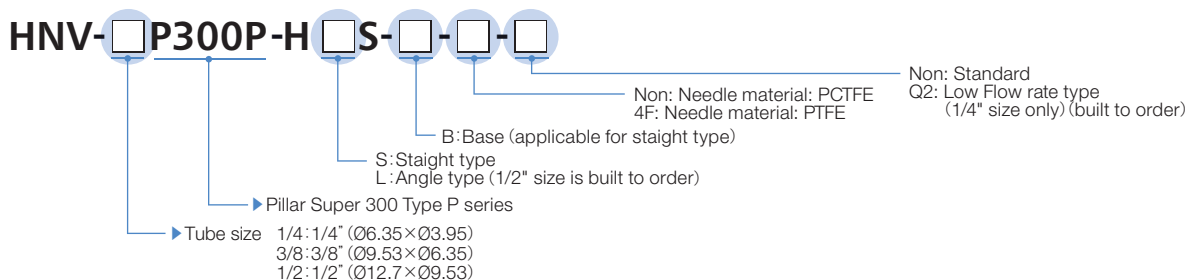 HNV-□P300P-H□S-□-□-□
Non: Standard
Q2: Low Flow rate type
(1/4" size only) (built to order)
Non: Needle material: PCTFE
4F: Needle material: PTFE
B:Base (applicable for staight type)
S:Staight type
L:Angle type (1/2" size is built to order)
▶Pillar Super 300 Type P series
▶Tube size 1/4:1/4” (Ø6.35×Ø3.95)
3/8:3/8” (Ø9.53×Ø6.35)
1/2:1/2” (Ø12.7×Ø9.53)